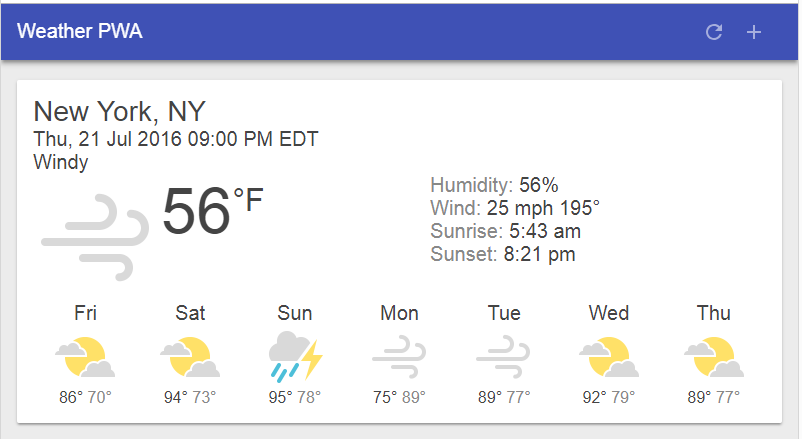 Weather PWA
New York, NY
Thu, 21 Jul 2016 09:00 PM EDT
Windy
56°F
Humidity: 56%
Wind: 25 mph 195°
Sunrise: 5:43 am
Sunset: 8:21 pm
Fri Sat Sun Mon Tue Wed Thu
86° 70° 94° 73° 95° 78° 75° 89° 89° 77° 92° 79° 89° 77°